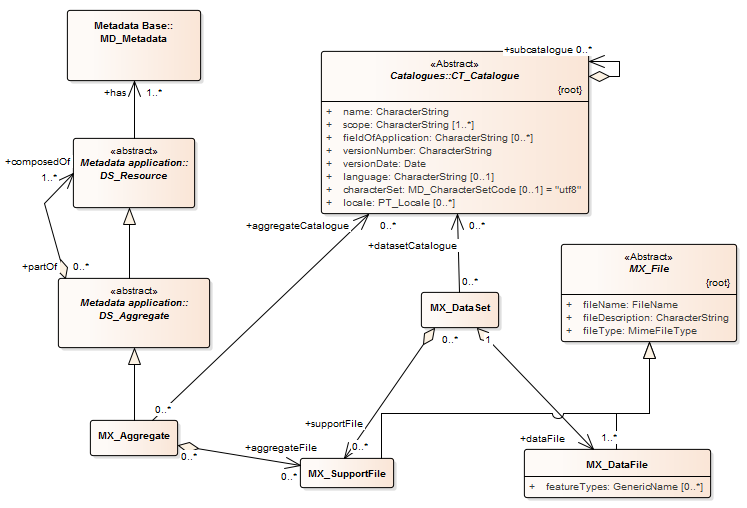 Metadata Base::
MD_Metadata
+has
1..*
«abstract»
Metadata application::
DS_Resource
+composedOf
1..*
+partOf
0..*
«abstract»
Metadata application::
DS_Aggregate
+subcatalogue 0..*
«Abstract»
Catalogues::CT_Catalogue
{root}
+ name: CharacterString
+ scope: CharacterString [1..*]
+ fieldOfApplication: CharacterString [0..*]
+ versionNumber: CharacterString
+ versionDate: Date
+ language: CharacterString [0..1]
+ characterSet: MD_CharacterSetCode [0..1] = "utf8"
+ locale: PT_Locale [0..*]
+aggregateCatalogue
0..*
0..*
+datasetCatalogue
0..*
«Abstract»
MX_File
{root}
+ fileName: FileName
+ fileDescription: CharacterString
+ fileType: MimeFileType
MX_DataSet
0..*
1
0..*
+supportFile
0..*
MX_Aggregate
0..*
+aggregateFile
0..*
MX_SupportFile
+dataFile
1..*
MX_DataFile
+ featureTypes: GenericName [0..*]